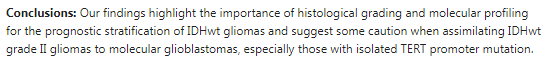 Conclusions: Our findings highlight the importance of histological grading and molecular profiling
for the prognostic stratification of IDHwt gliomas and suggest some caution when assimilating IDHwt
grade II gliomas to molecular glioblastomas, especially those with isolated TERT promoter mutation.